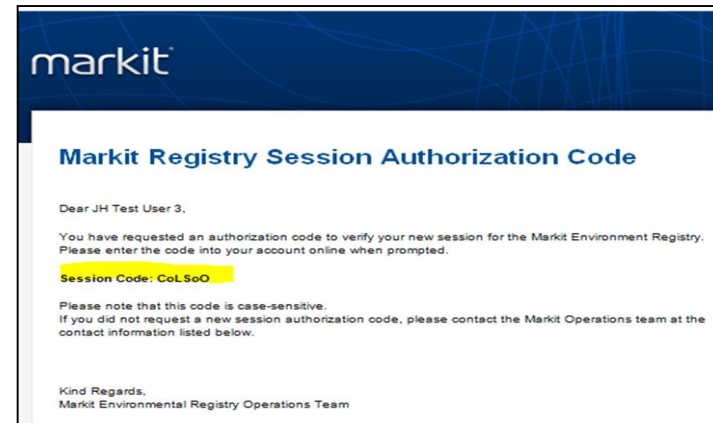 markit
Markit Registry Session Authorization Code
Dear JH Test User 3,
You have requested an authorization code to verify your new session for the Markit Environment Registry.
Please enter the code into your account online when prompted.
Session Code: CoLSoO
Please note that this code is case-sensitive.
If you did not request a new session authorization code, please contact the Markit Operations team at the
contact information listed below.
Kind Regards,
Markit Environmental Registry Operations Team